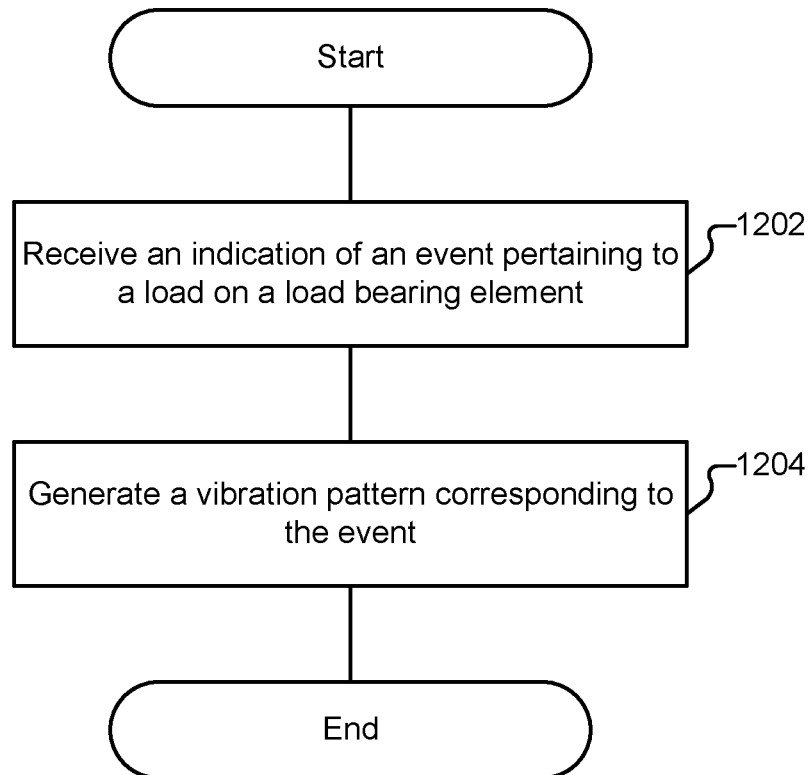 Start
Receive an indication of an event pertaining to
a load on a load bearing element
1202
Generate a vibration pattern corresponding to
the event
1204
End